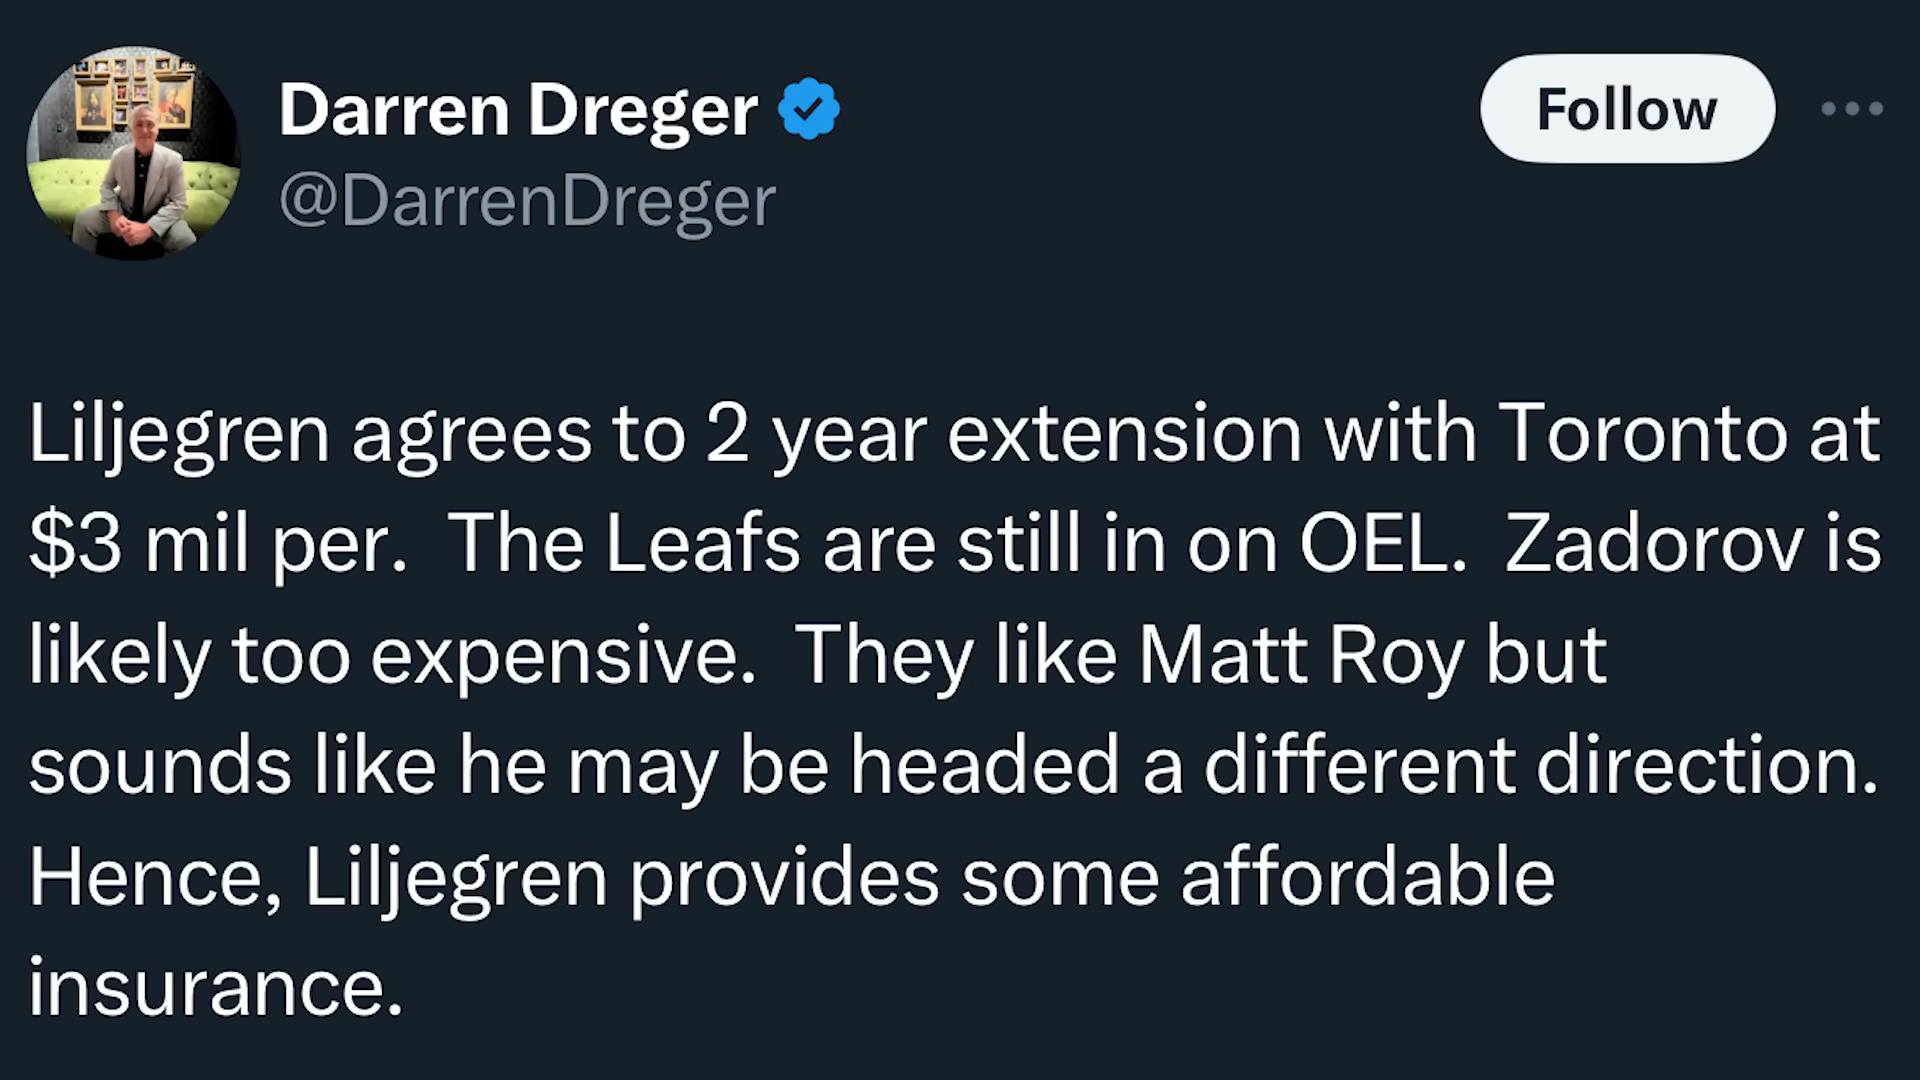 Darren Dreger
@DarrenDreger
Follow
Liljegren agrees to 2 year extension with Toronto at
$3 mil per.  The Leafs are still in on OEL.  Zadorov is
likely too expensive.  They like Matt Roy but
sounds like he may be headed a different direction.
Hence, Liljegren provides some affordable
insurance.